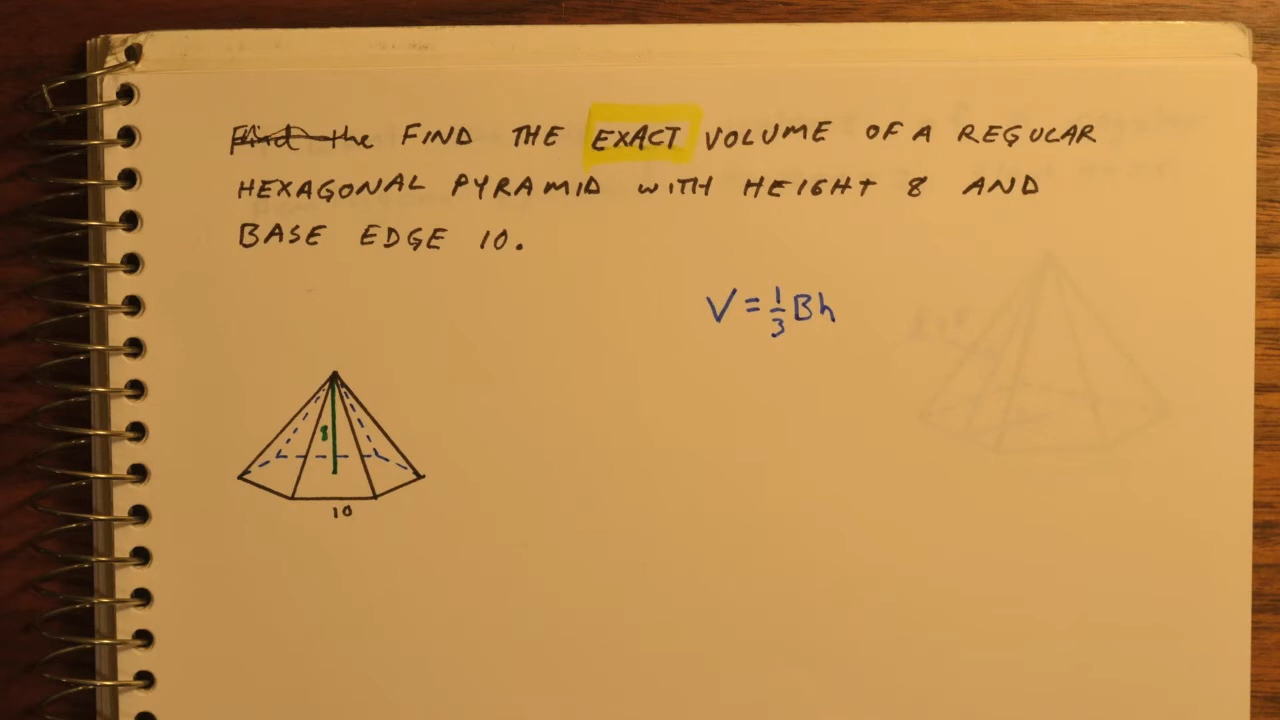 Find the FIND THE EXACT VOLUME OF A REGULAR
HEXAGONAL PYRAMID WITH HEIGHT 8 AND
BASE EDGE 10.
V = 1/3 Bh
8
10